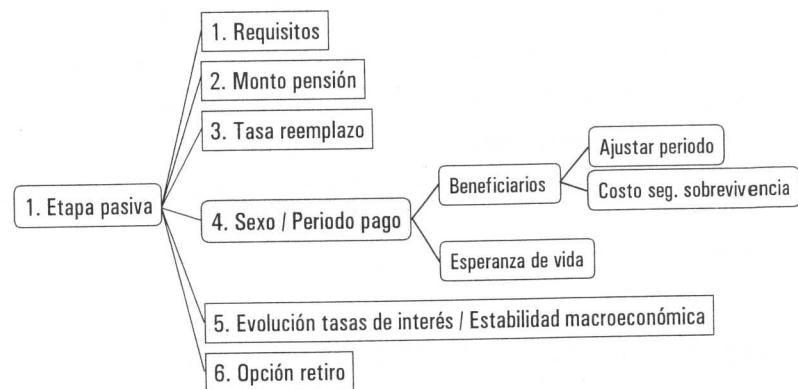 1. Requisitos
2. Monto pensión
3. Tasa reemplazo
1. Etapa pasiva
4. Sexo / Periodo pago
Beneficiarios
Ajustar periodo
Costo seg. sobrevivencia
Esperanza de vida
5. Evolución tasas de interés / Estabilidad macroeconómica
6. Opción retiro